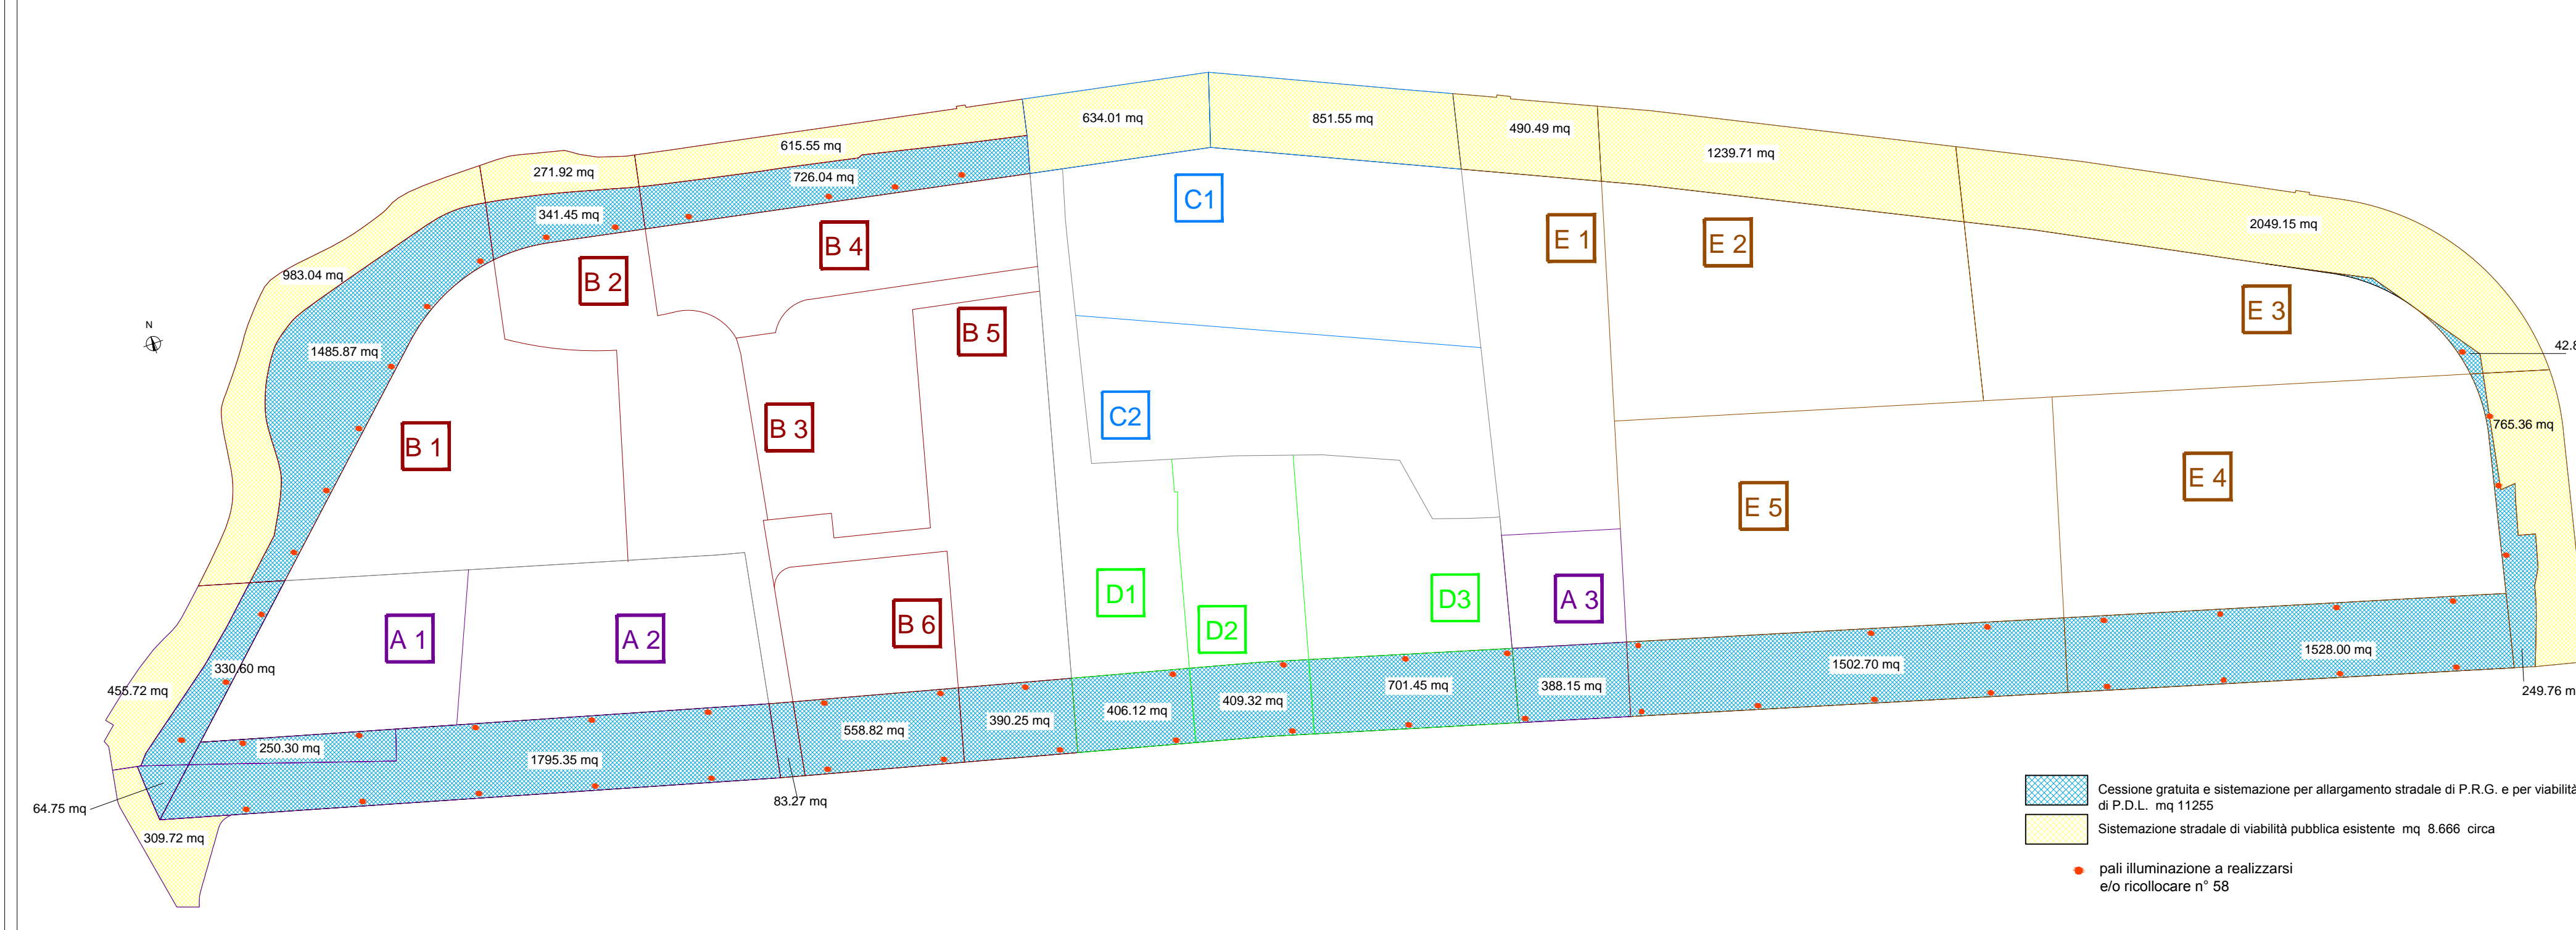 634.01 mq
851.55 mq
490.49 mq
615.55 mq
1239.71 mq
271.92 mq
726.04 mq
341.45 mq
C1
2049.15 mq
B 4
E 1
E 2
983.04 mq
B 2
E 3
B 5
1485.87 mq
42.8
C2
765.36 mq
B 3
B 1
E 4
E 5
N
D1
D3
A 3
B 6
D2
A 1
A 2
330.60 mq
455.72 mq
1528.00 mq
1502.70 mq
701.45 mq
388.15 mq
249.76 m
409.32 mq
406.12 mq
390.25 mq
558.82 mq
250.30 mq
1795.35 mq
83.27 mq
64.75 mq
309.72 mq
Cessione gratuita e sistemazione per allargamento stradale di P.R.G. e per viabilità
di P.D.L. mq 11255
Sistemazione stradale di viabilità pubblica esistente mq 8.666 circa
pali illuminazione a realizzarsi
e/o ricollocare n° 58